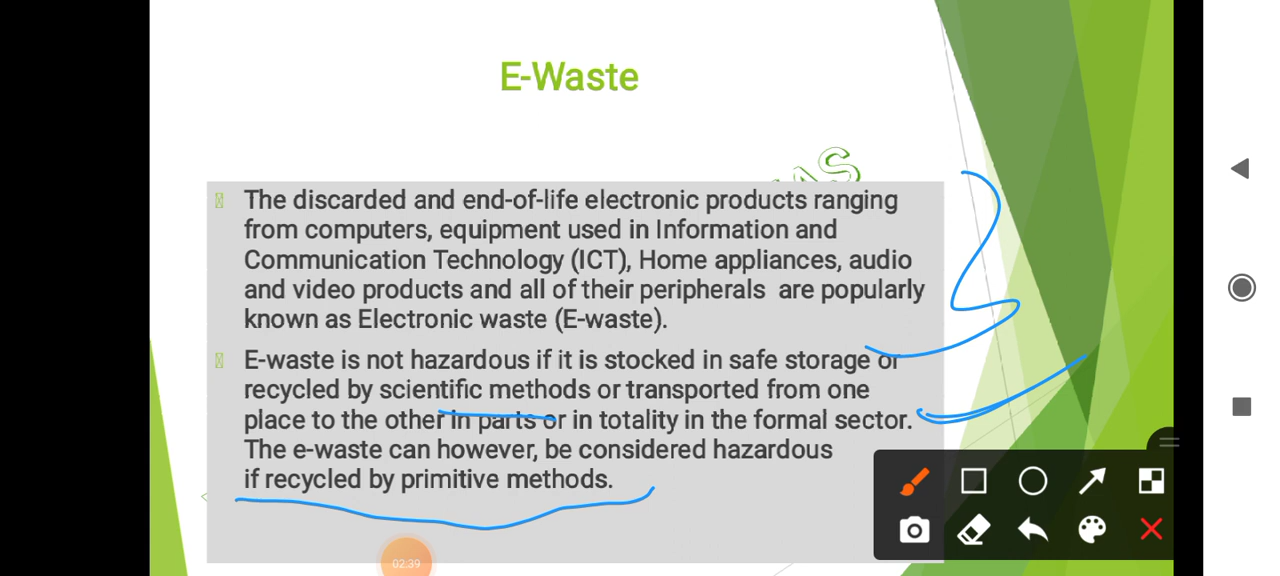 E-Waste
The discarded and end-of-life electronic products ranging
from computers, equipment used in Information and
Communication Technology (ICT), Home appliances, audio
and video products and all of their peripherals are popularly
known as Electronic waste (E-waste).
E-waste is not hazardous if it is stocked in safe storage or
recycled by scientific methods or transported from one
place to the other in parts or in totality in the formal sector.
The e-waste can however, be considered hazardous
if recycled by primitive methods.
02:39